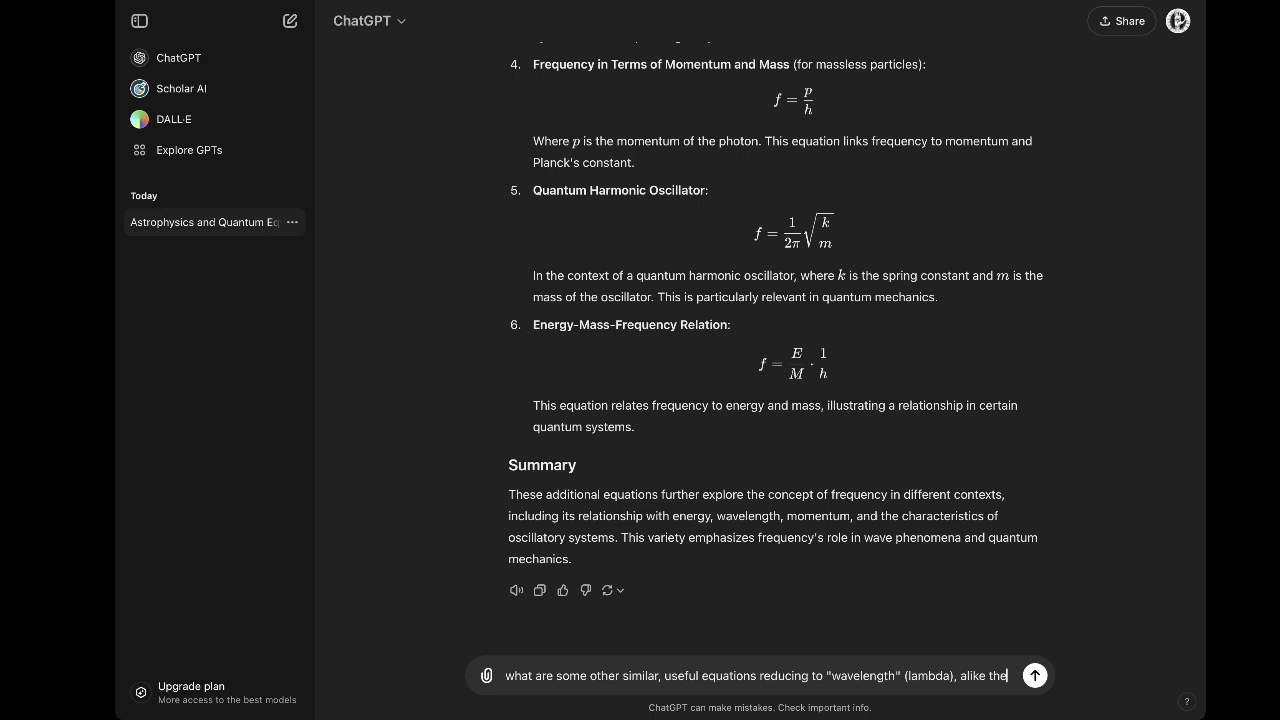 ChatGPT
Share
ChatGPT
Scholar AI
DALL·E
Explore GPTs
Today
Astrophysics and Quantum Eq
4. Frequency in Terms of Momentum and Mass (for massless particles):
f = p/h
Where p is the momentum of the photon. This equation links frequency to momentum and
Planck's constant.
5. Quantum Harmonic Oscillator:
f = 1/2π √(k/m)
In the context of a quantum harmonic oscillator, where k is the spring constant and m is the
mass of the oscillator. This is particularly relevant in quantum mechanics.
6. Energy-Mass-Frequency Relation:
f = E/M · 1/h
This equation relates frequency to energy and mass, illustrating a relationship in certain
quantum systems.
Summary
These additional equations further explore the concept of frequency in different contexts,
including its relationship with energy, wavelength, momentum, and the characteristics of
oscillatory systems. This variety emphasizes frequency's role in wave phenomena and quantum
mechanics.
what are some other similar, useful equations reducing to "wavelength" (lambda), alike the
Upgrade plan
More access to the best models
ChatGPT can make mistakes. Check important info.
?